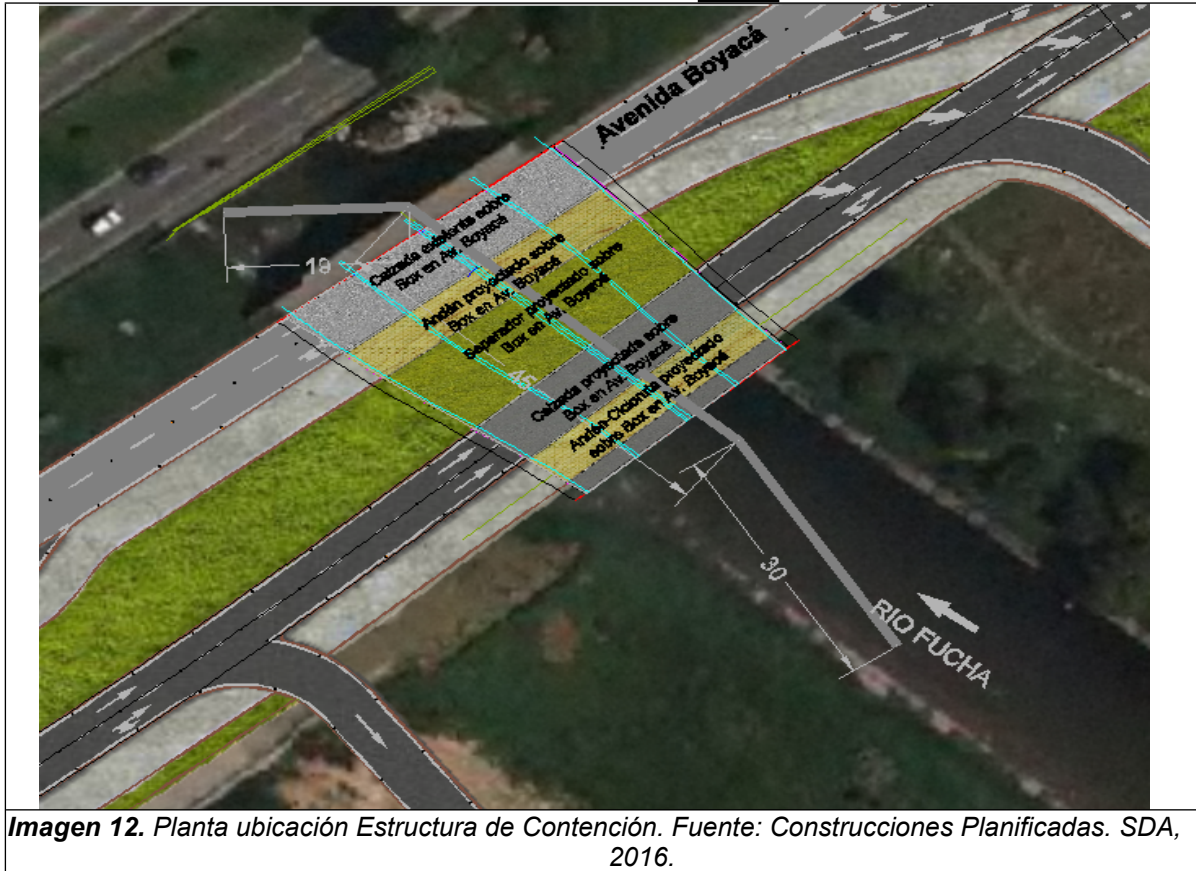 Avenida Boyacá
Calzada existente sobre
Box en Av. Boyacá
Andén proyectado sobre
Box en Av. Boyacá
Separador proyectado sobre
Box en Av. Boyacá
Calzada proyectada sobre
Box en Av. Boyacá
Andén-Ciclorruta proyectado
sobre Box en Av. Boyacá
19
45
30
RIO FUCHA
Imagen 12. Planta ubicación Estructura de Contención. Fuente: Construcciones Planificadas. SDA,
2016.